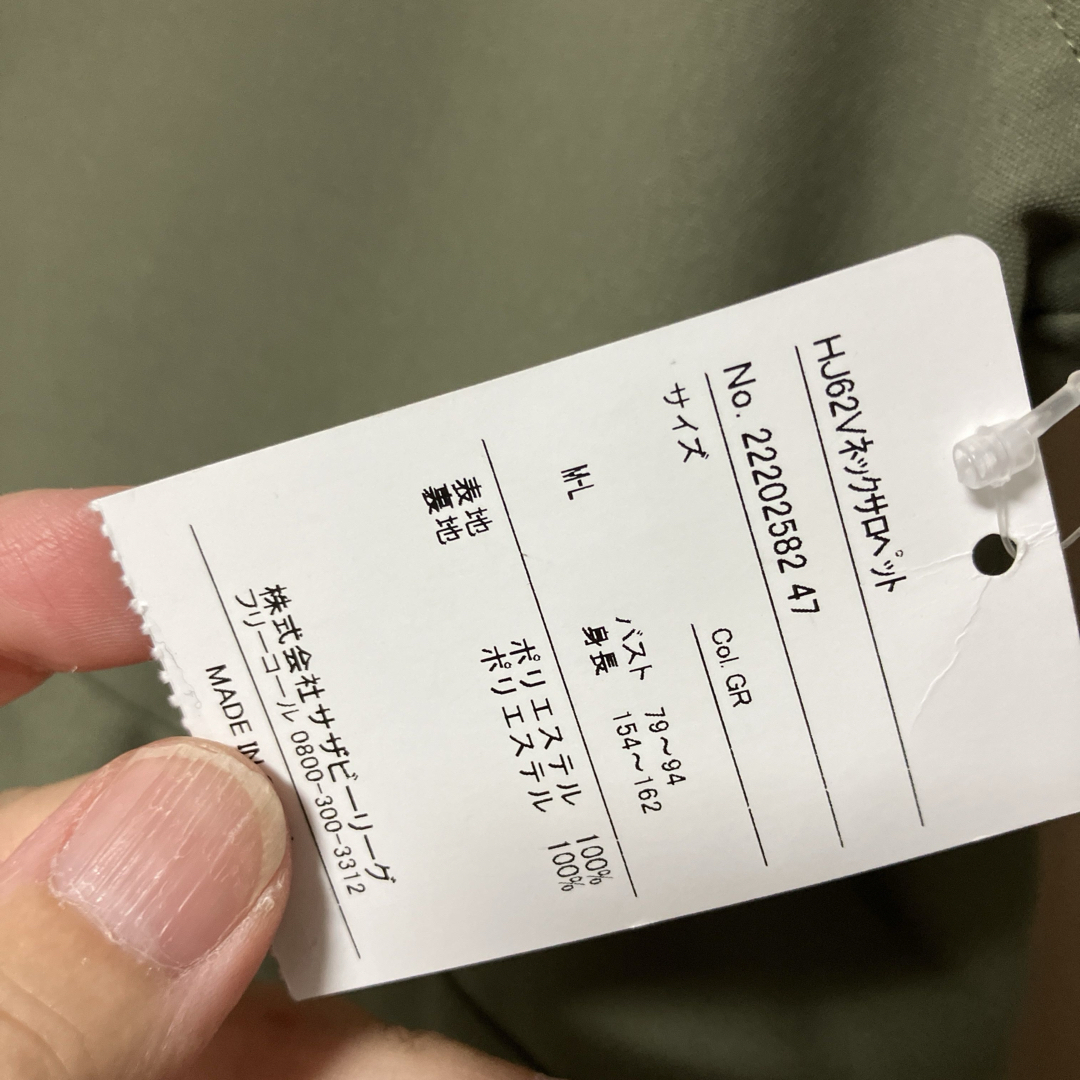 HJ62Vネックサロペット
No. 22202582 47
Col. GR
サイズ
バスト 79～94
M-L 身長 154～162
表地 ポリエステル 100%
裏地 ポリエステル 100%
株式会社サザビーリーグ
フリーコール 0800-300-3312
MADE IN